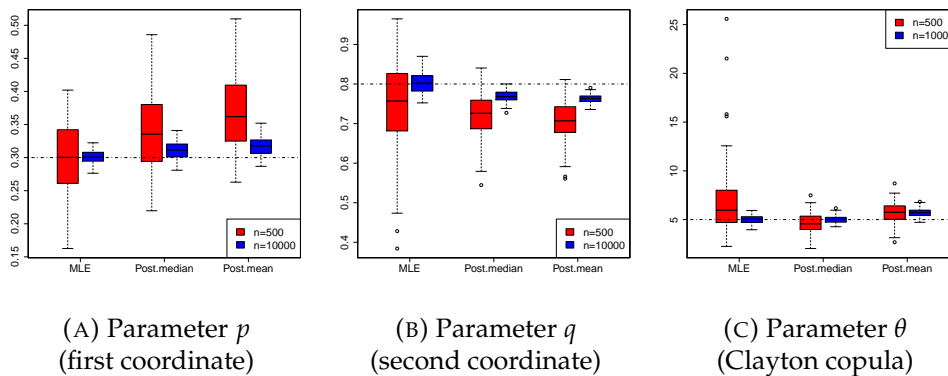 0.15 0.20 0.25 0.30 0.35 0.40 0.45 0.50
MLE Post.median Post.mean
n=500
n=10000
0.4 0.5 0.6 0.7 0.8 0.9
MLE Post.median Post.mean
n=500
n=10000
5 10 15 20 25
MLE Post.median Post.mean
n=500
n=10000
(A) Parameter p
(first coordinate)
(B) Parameter q
(second coordinate)
(C) Parameter θ
(Clayton copula)